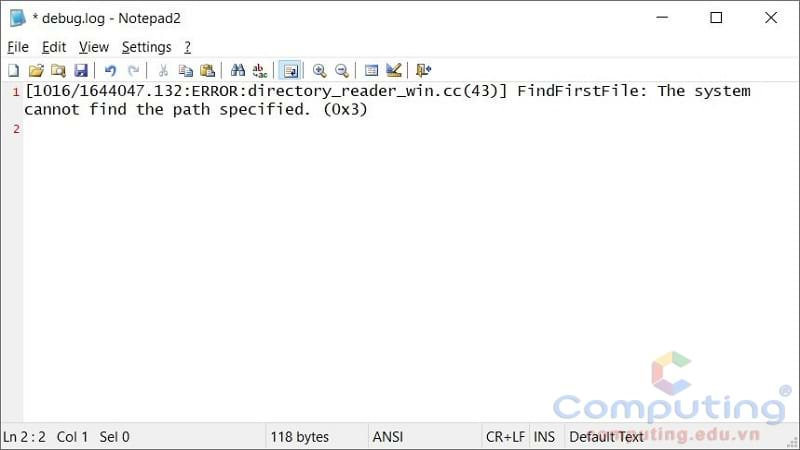 * debug.log - Notepad2
File Edit View Settings ?
1 [1016/1644047.132:ERROR:directory_reader_win.cc(43)] FindFirstFile: The system
cannot find the path specified. (0x3)
2
Computing®
computing.edu.vn
Ln 2 : 2 Col 1 Sel 0 118 bytes ANSI CR+LF INS Default Text